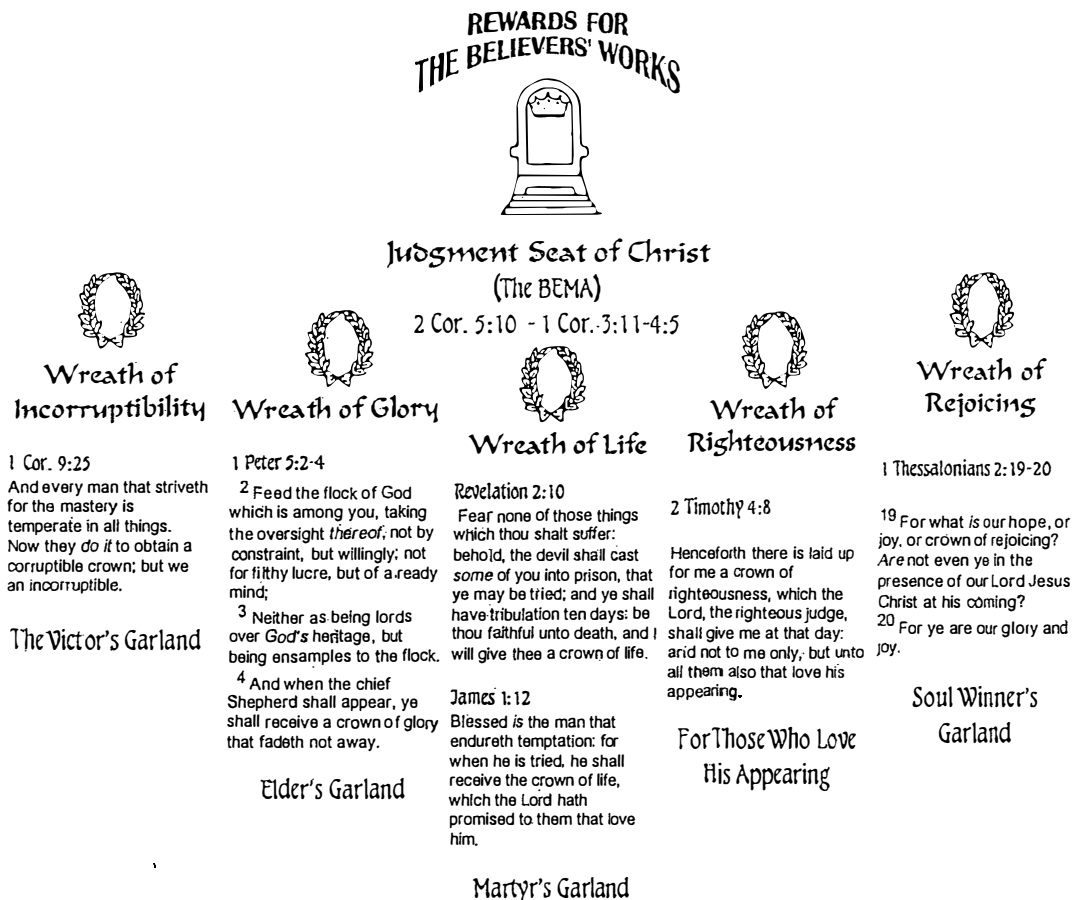 REWARDS FOR
THE BELIEVERS' WORKS
Judgment Seat of Christ
(The BEMA)
2 Cor. 5:10 - 1 Cor. 3:11-4:5
Wreath of
Incorruptibility
1 Cor. 9:25
And every man that striveth
for the mastery is
temperate in all things.
Now they do it to obtain a
corruptible crown; but we
an incorruptible.
The Victor's Garland
Wreath of Glory
1 Peter 5:2-4
2 Feed the flock of God
which is among you, taking
the oversight thereof, not by
constraint, but willingly; not
for filthy lucre, but of a ready
mind;
3 Neither as being lords
over God's heritage, but
being ensamples to the flock.
4 And when the chief
Shepherd shall appear, ye
shall receive a crown of glory
that fadeth not away.
Elder's Garland
Wreath of Life
Revelation 2:10
Fear none of those things
which thou shalt suffer:
behold, the devil shall cast
some of you into prison, that
ye may be tried; and ye shall
have tribulation ten days: be
thou faithful unto death, and I
will give thee a crown of life.
James 1:12
Blessed is the man that
endureth temptation: for
when he is tried, he shall
receive the crown of life,
which the Lord hath
promised to them that love
him.
Martyr's Garland
Wreath of
Righteousness
2 Timothy 4:8
Henceforth there is laid up
for me a crown of
righteousness, which the
Lord, the righteous judge,
shall give me at that day:
and not to me only, but unto
all them also that love his
appearing.
For Those Who Love
His Appearing
Wreath of
Rejoicing
1 Thessalonians 2:19-20
19 For what is our hope, or
joy, or crown of rejoicing?
Are not even ye in the
presence of our Lord Jesus
Christ at his coming?
20 For ye are our glory and
joy.
Soul Winner's
Garland